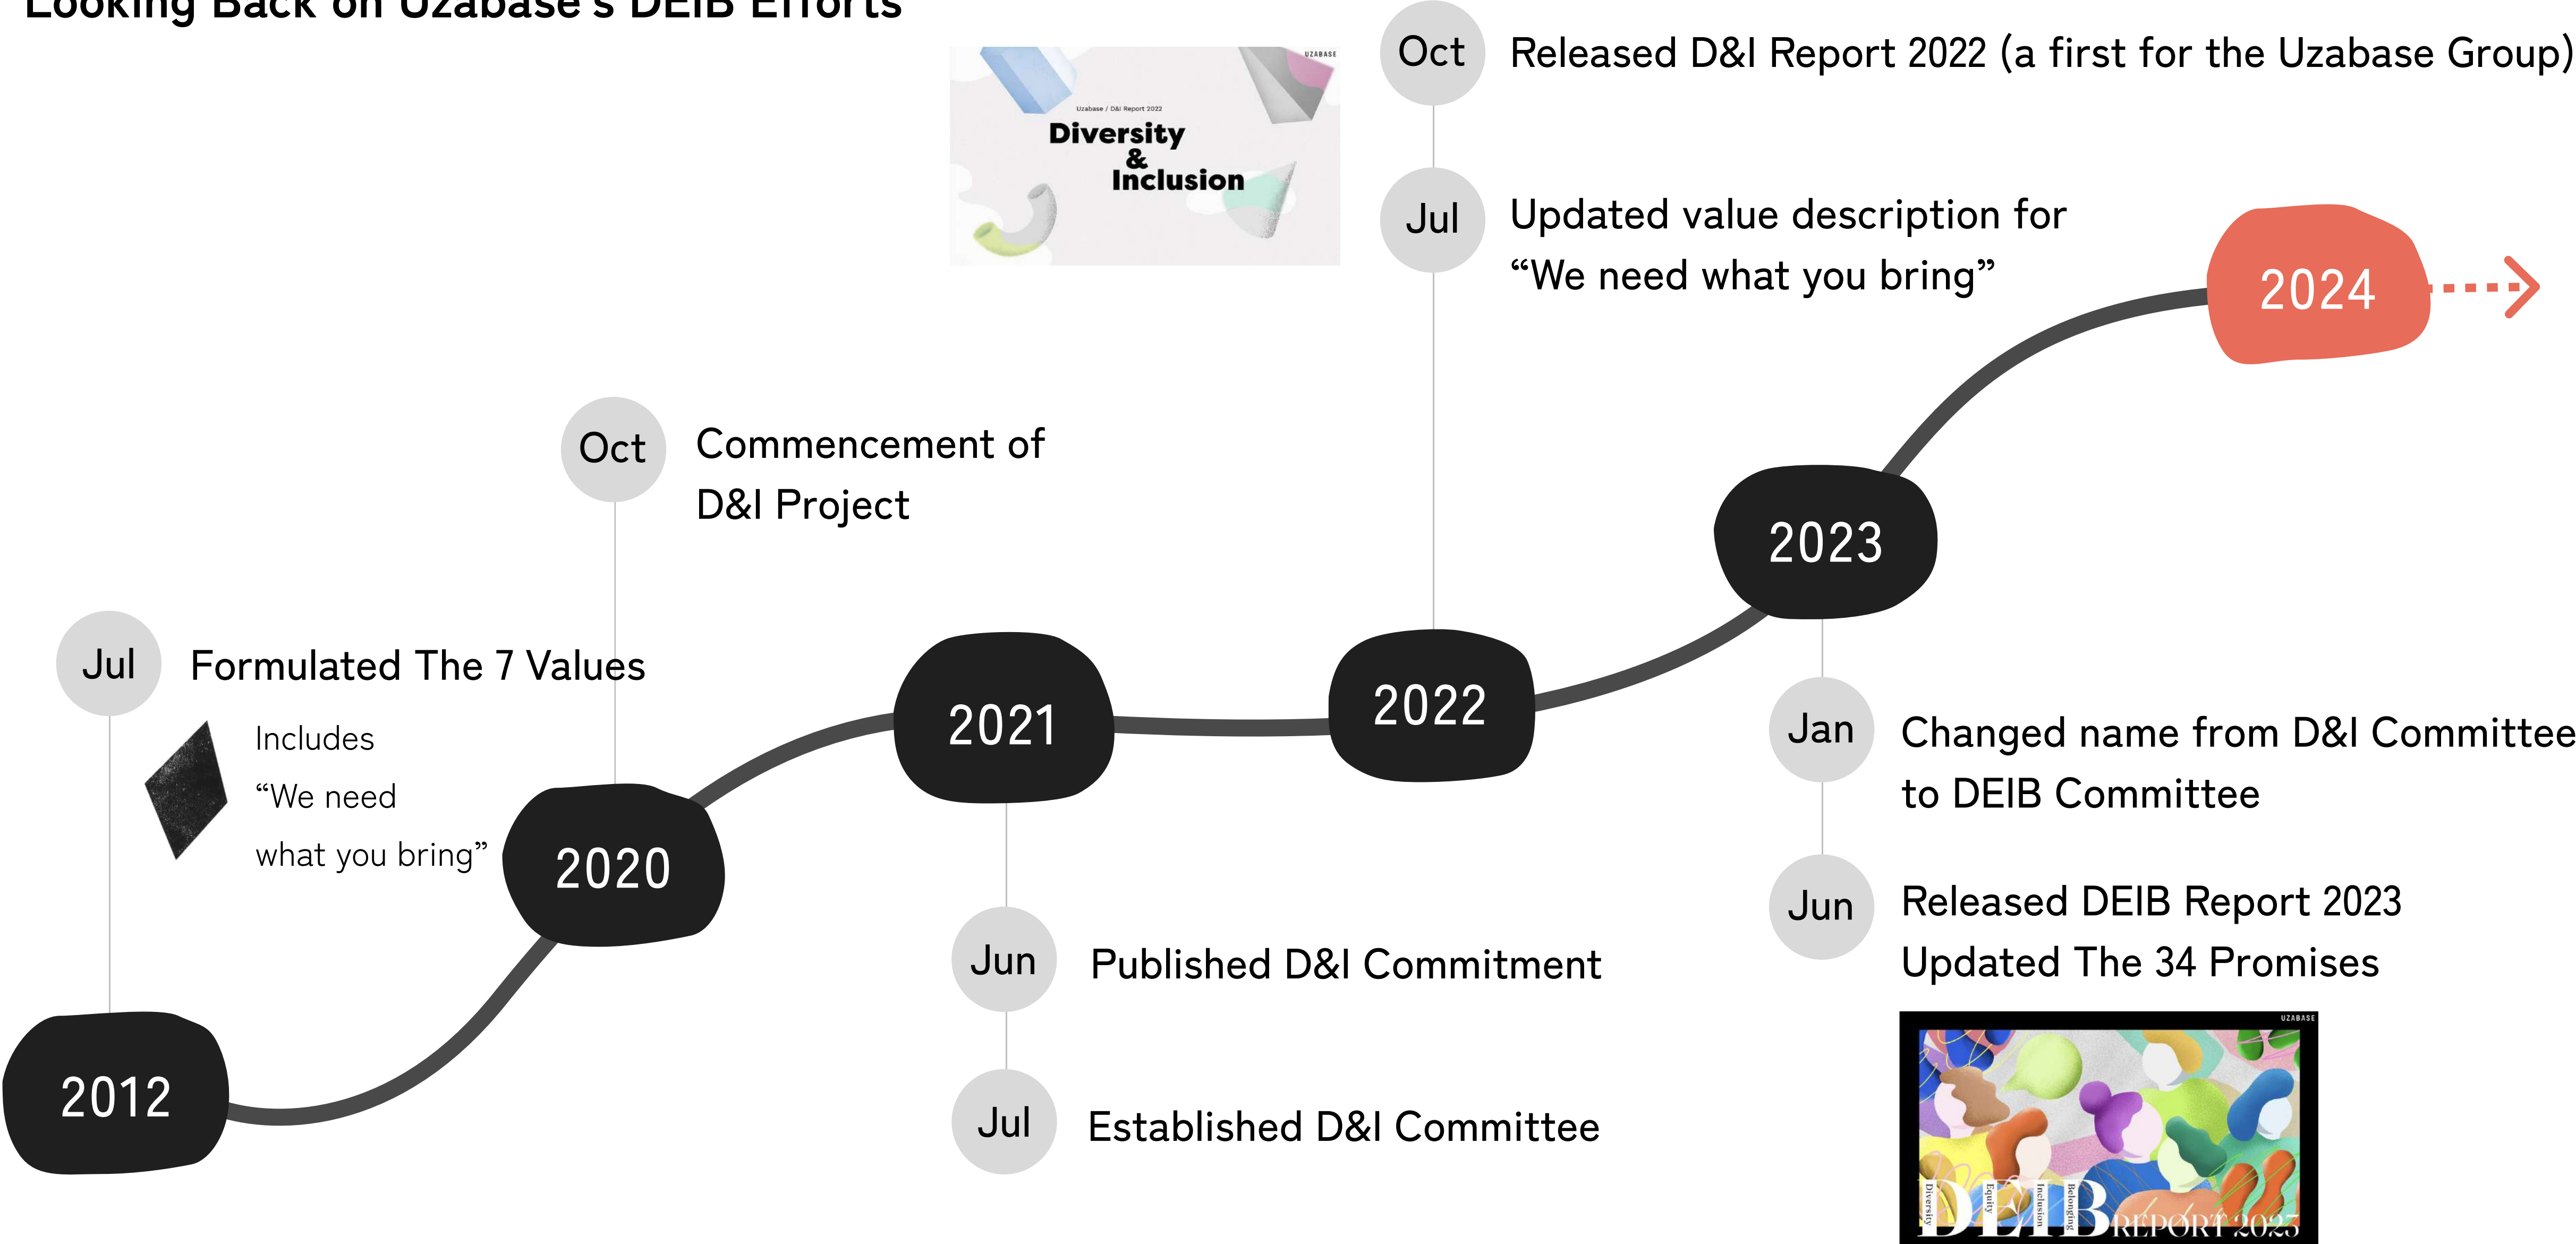 Looking Back on Uzabase's DEIB Efforts
UZABASE
Uzabase / D&I Report 2022
Diversity
&
Inclusion
Oct
Released D&I Report 2022 (a first for the Uzabase Group)
Jul
Updated value description for
“We need what you bring”
2024
Oct
Commencement of
D&I Project
2023
Jul
Formulated The 7 Values
Includes
“We need
what you bring”
2021
2022
2020
Jan
Changed name from D&I Committee
to DEIB Committee
Jun
Released DEIB Report 2023
Updated The 34 Promises
Jun
Published D&I Commitment
Jul
Established D&I Committee
2012
UZABASE
Diversity
Equity
Inclusion
Belonging
DEIB REPORT 2023